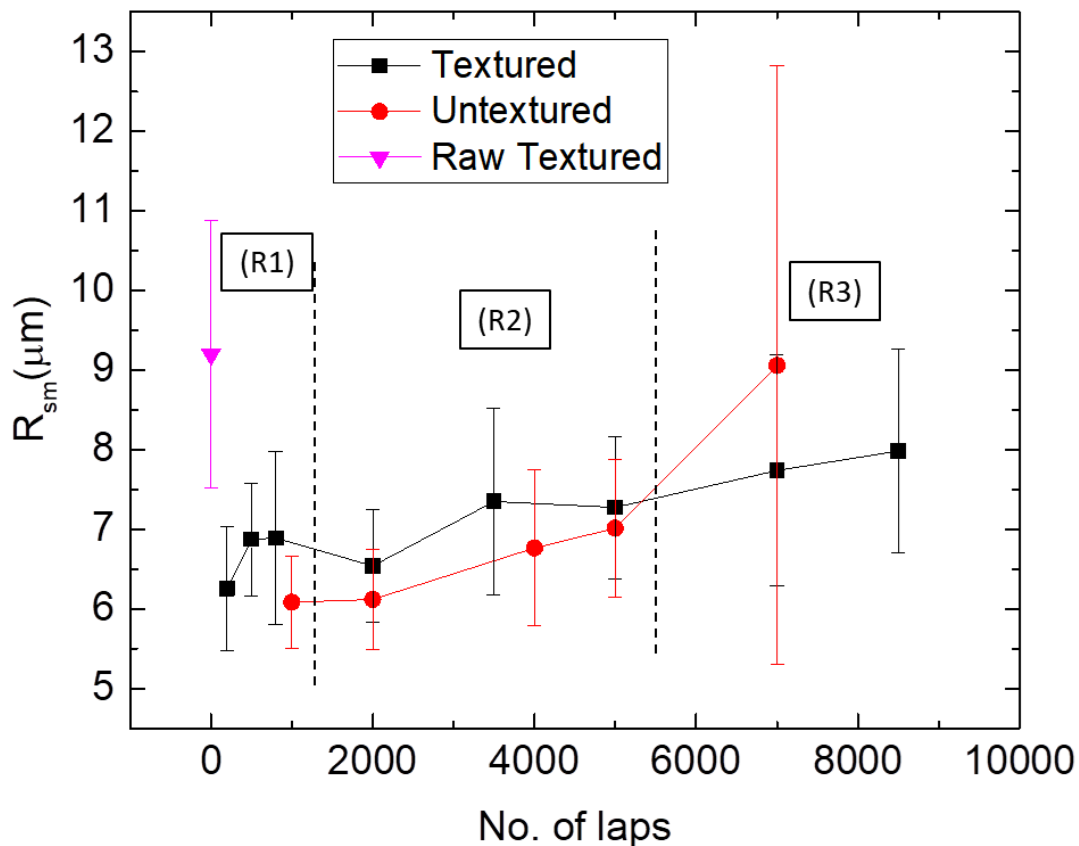 Textured
Untextured
Raw Textured
13
12
11
10
9
8
7
6
5
(R1)
(R2)
(R3)
Rsm(μm)
0 2000 4000 6000 8000 10000
No. of laps